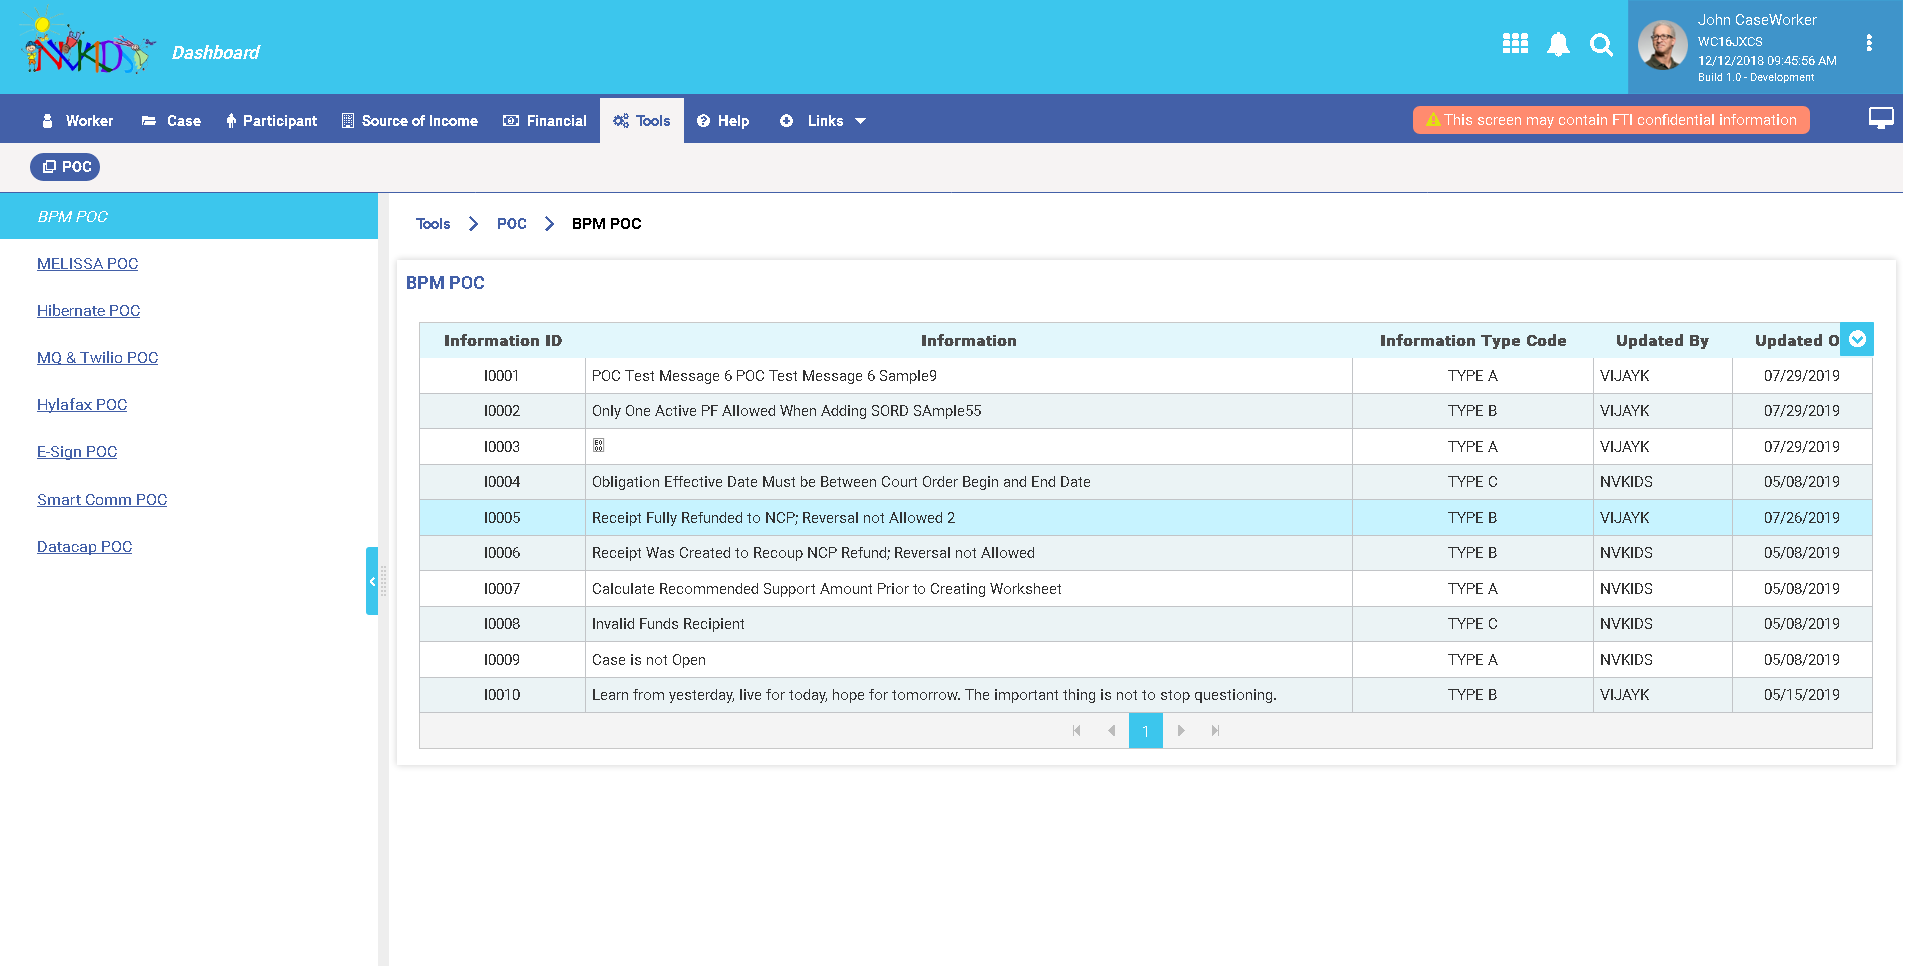 NVKIDS
Dashboard
John CaseWorker
WC16JXCS
12/12/2018 09:45:56 AM
Build 1.0 - Development
Worker Case Participant Source of Income Financial Tools Help Links
This screen may contain FTI confidential information
POC
BPM POC
MELISSA POC
Hibernate POC
MQ & Twilio POC
Hylafax POC
E-Sign POC
Smart Comm POC
Datacap POC
Tools POC BPM POC
BPM POC
Information ID Information Information Type Code Updated By Updated O
I0001 POC Test Message 6 POC Test Message 6 Sample9 TYPE A VIJAYK 07/29/2019
I0002 Only One Active PF Allowed When Adding SORD SAmple55 TYPE B VIJAYK 07/29/2019
I0003 TYPE A VIJAYK 07/29/2019
I0004 Obligation Effective Date Must be Between Court Order Begin and End Date TYPE C NVKIDS 05/08/2019
I0005 Receipt Fully Refunded to NCP; Reversal not Allowed 2 TYPE B VIJAYK 07/26/2019
I0006 Receipt Was Created to Recoup NCP Refund; Reversal not Allowed TYPE B NVKIDS 05/08/2019
I0007 Calculate Recommended Support Amount Prior to Creating Worksheet TYPE A NVKIDS 05/08/2019
I0008 Invalid Funds Recipient TYPE C NVKIDS 05/08/2019
I0009 Case is not Open TYPE A NVKIDS 05/08/2019
I0010 Learn from yesterday, live for today, hope for tomorrow. The important thing is not to stop questioning. TYPE B VIJAYK 05/15/2019
1